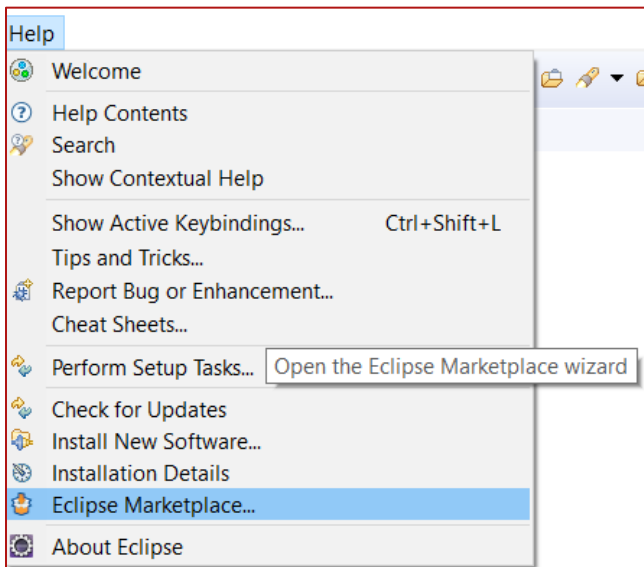 Help
Welcome
Help Contents
Search
Show Contextual Help
Show Active Keybindings... Ctrl+Shift+L
Tips and Tricks...
Report Bug or Enhancement...
Cheat Sheets...
Perform Setup Tasks...
Open the Eclipse Marketplace wizard
Check for Updates
Install New Software...
Installation Details
Eclipse Marketplace...
About Eclipse